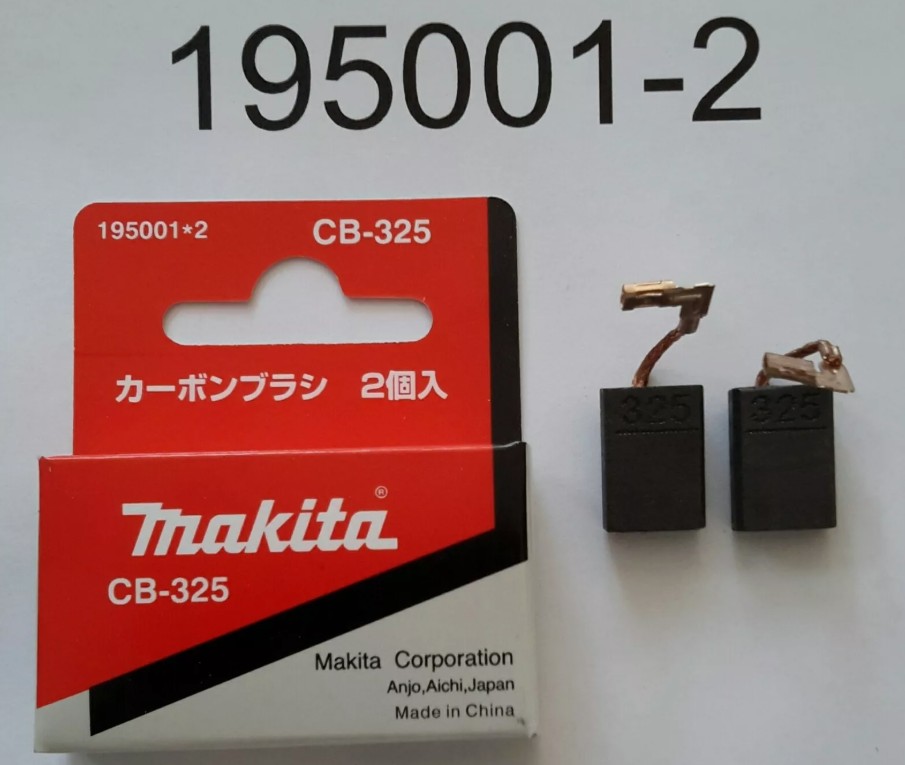 195001-2
195001*2 CB-325
カーボンブラシ 2個入
makita®
CB-325
Makita Corporation
Anjo,Aichi,Japan
Made in China
325
325